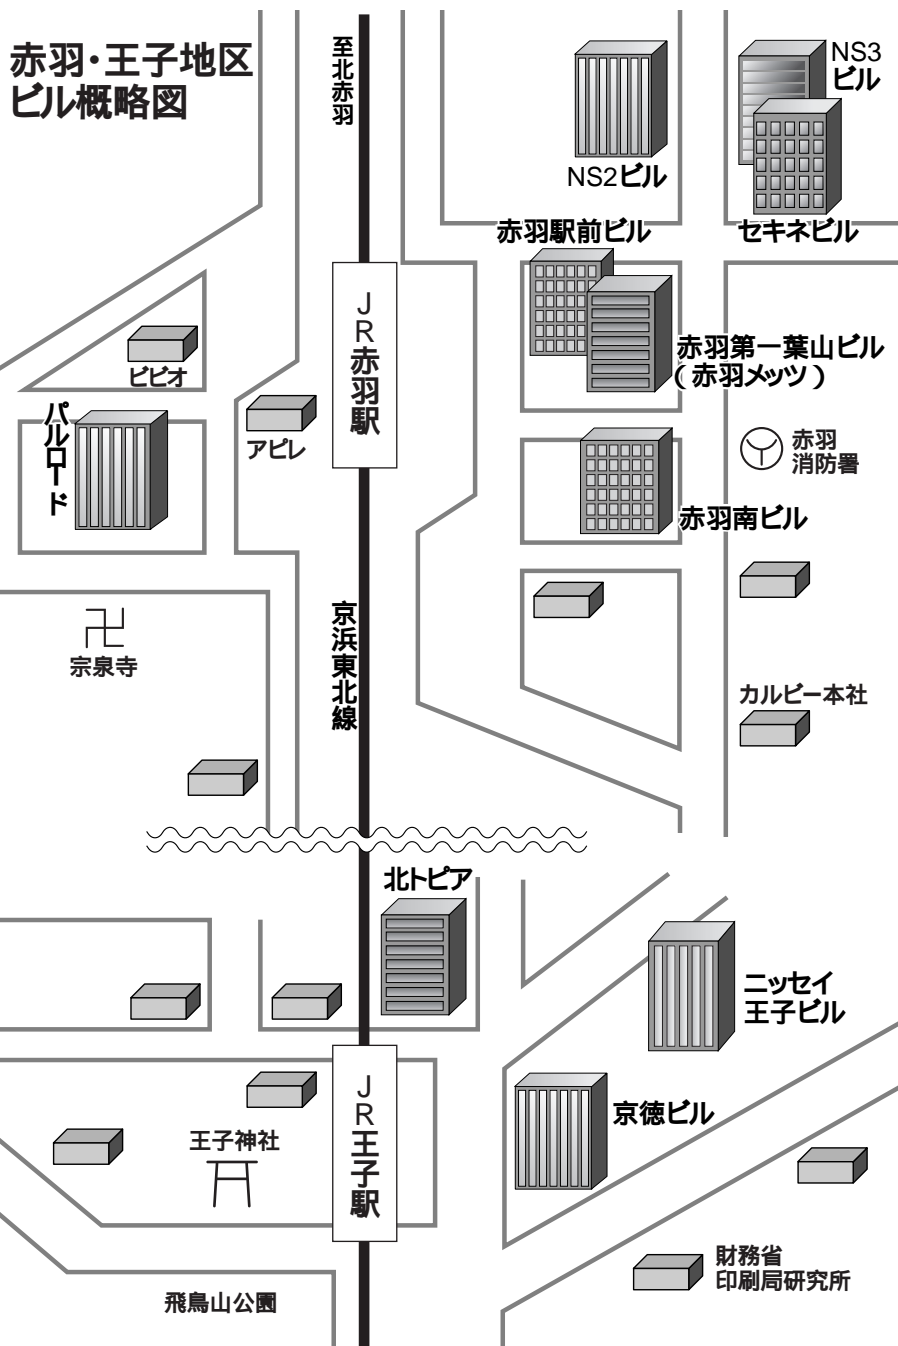 赤羽・王子地区
ビル概略図
至北赤羽
NS2ビル
NS3
ビル
セキネビル
赤羽駅前ビル
JR赤羽駅
赤羽第一葉山ビル
(赤羽メッツ)
ビビオ
アピレ
パルロード
赤羽
消防署
赤羽南ビル
宗泉寺
京浜東北線
カルビー本社
北トピア
ニッセイ
王子ビル
JR王子駅
京徳ビル
王子神社
財務省
印刷局研究所
飛鳥山公園